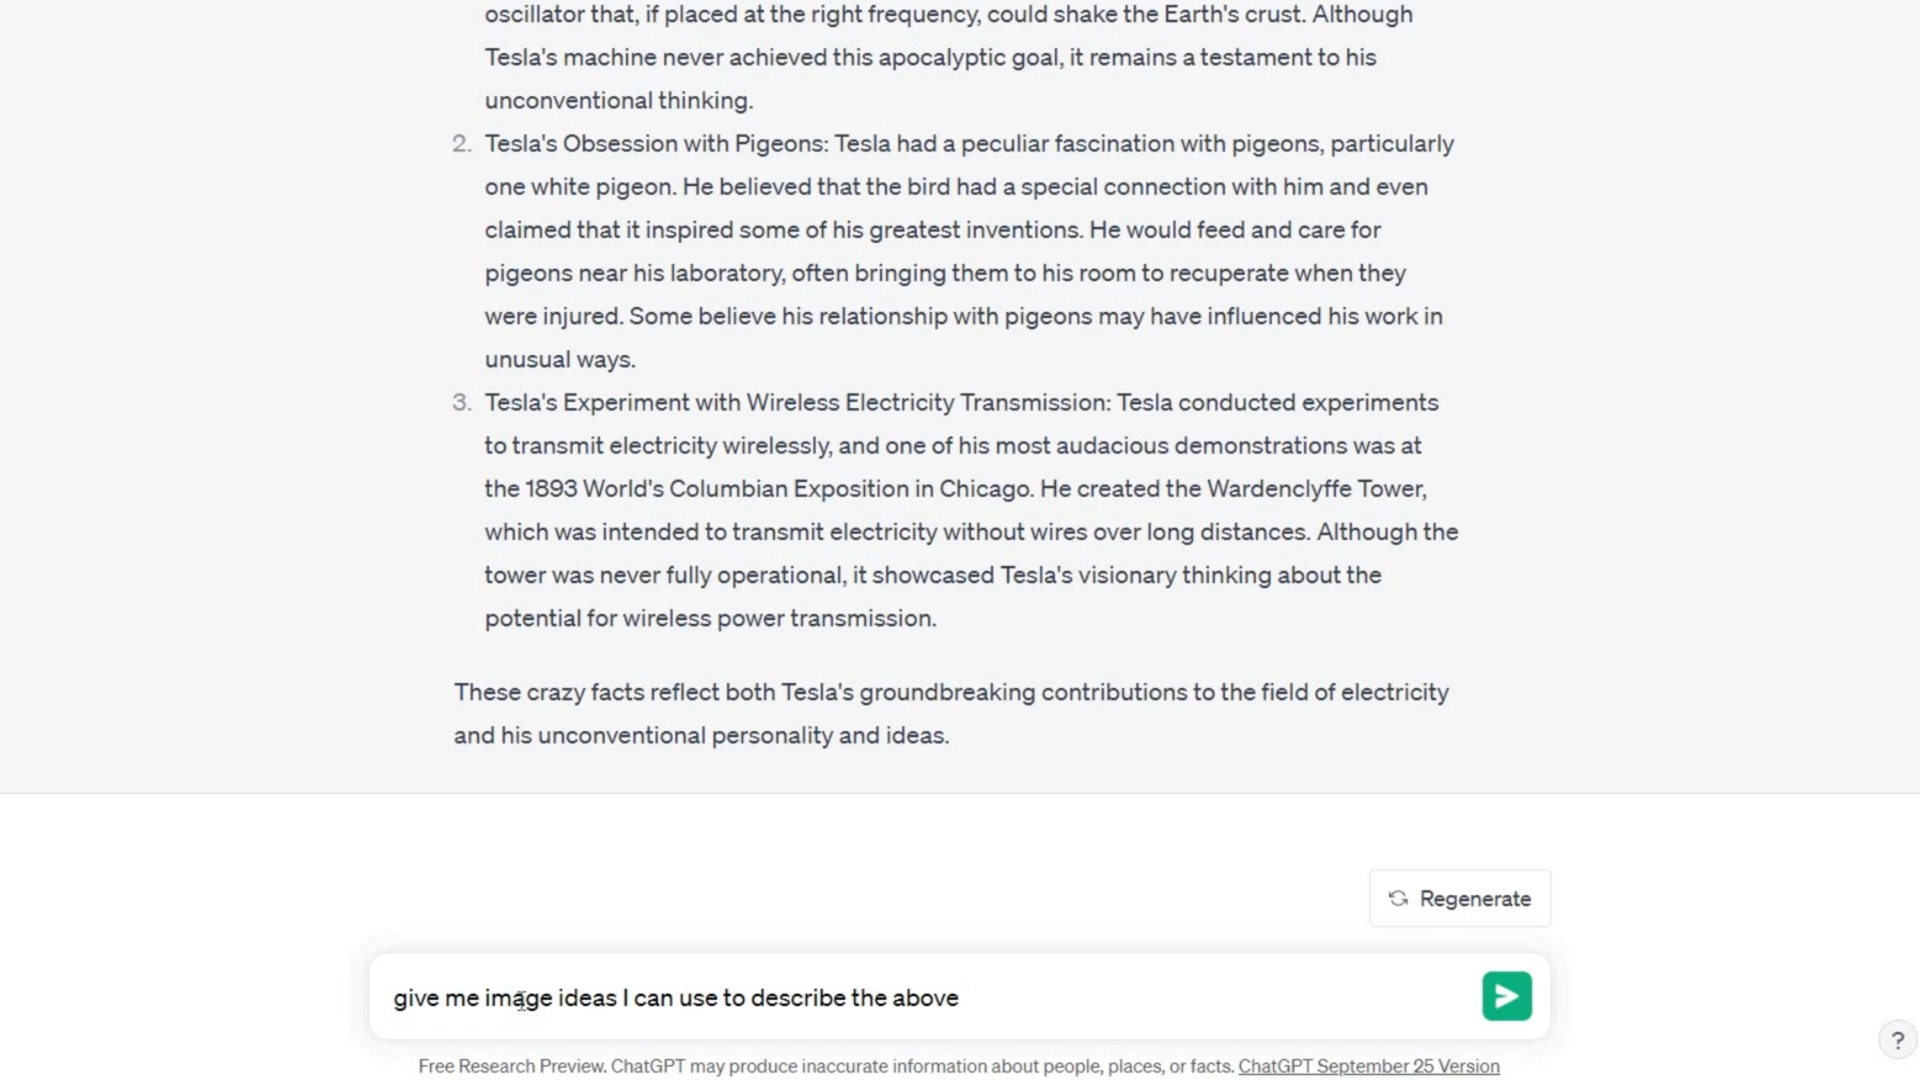 oscillator that, if placed at the right frequency, could shake the Earth's crust. Although
Tesla's machine never achieved this apocalyptic goal, it remains a testament to his
unconventional thinking.
2. Tesla's Obsession with Pigeons: Tesla had a peculiar fascination with pigeons, particularly
one white pigeon. He believed that the bird had a special connection with him and even
claimed that it inspired some of his greatest inventions. He would feed and care for
pigeons near his laboratory, often bringing them to his room to recuperate when they
were injured. Some believe his relationship with pigeons may have influenced his work in
unusual ways.
3. Tesla's Experiment with Wireless Electricity Transmission: Tesla conducted experiments
to transmit electricity wirelessly, and one of his most audacious demonstrations was at
the 1893 World's Columbian Exposition in Chicago. He created the Wardenclyffe Tower,
which was intended to transmit electricity without wires over long distances. Although the
tower was never fully operational, it showcased Tesla's visionary thinking about the
potential for wireless power transmission.
These crazy facts reflect both Tesla's groundbreaking contributions to the field of electricity
and his unconventional personality and ideas.
Regenerate
give me image ideas I can use to describe the above
Free Research Preview. ChatGPT may produce inaccurate information about people, places, or facts. ChatGPT September 25 Version
?